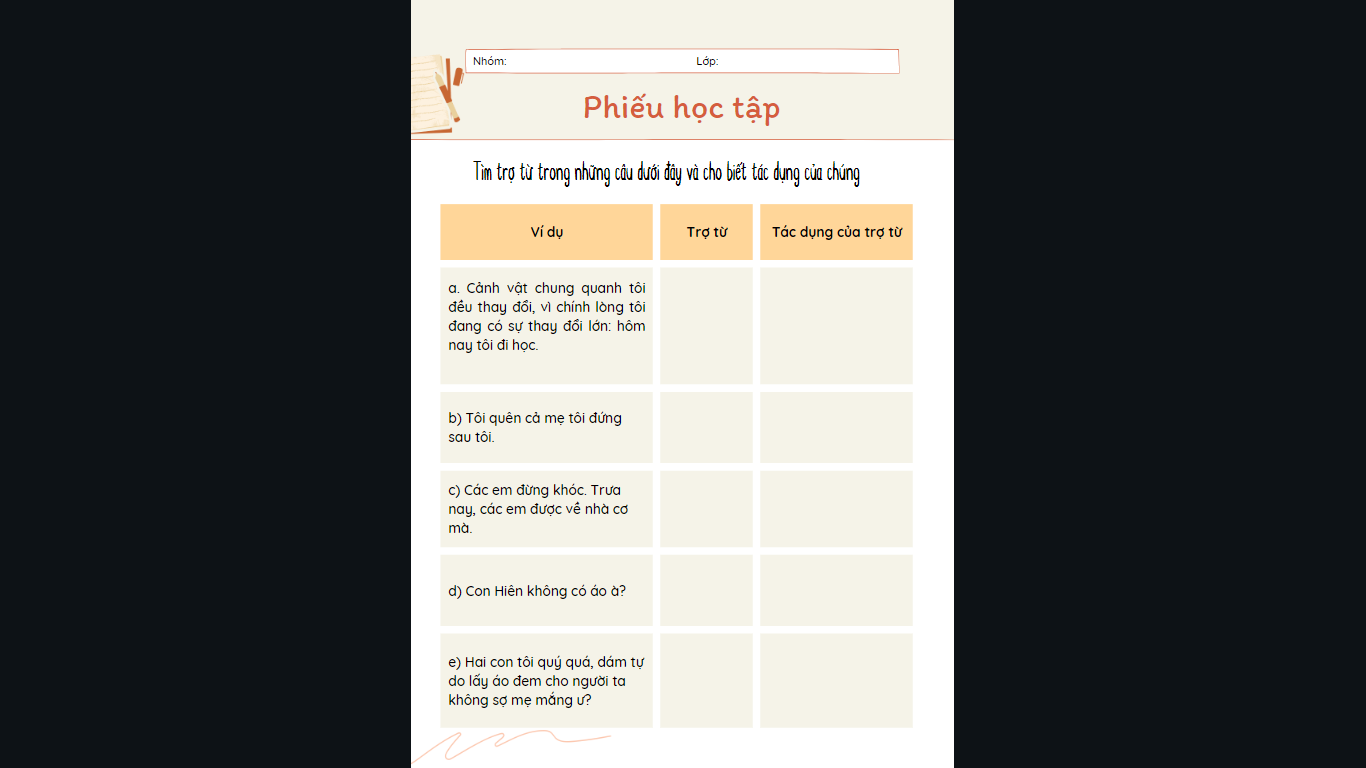 Nhóm: Lớp:
Phiếu học tập
Tìm trợ từ trong những câu dưới đây và cho biết tác dụng của chúng
Ví dụ
Trợ từ
Tác dụng của trợ từ
a. Cảnh vật chung quanh tôi
đều thay đổi, vì chính lòng tôi
đang có sự thay đổi lớn: hôm
nay tôi đi học.
b) Tôi quên cả mẹ tôi đứng
sau tôi.
c) Các em đừng khóc. Trưa
nay, các em được về nhà cơ
mà.
d) Con Hiên không có áo à?
e) Hai con tôi quý quá, dám tự
do lấy áo đem cho người ta
không sợ mẹ mắng ư?